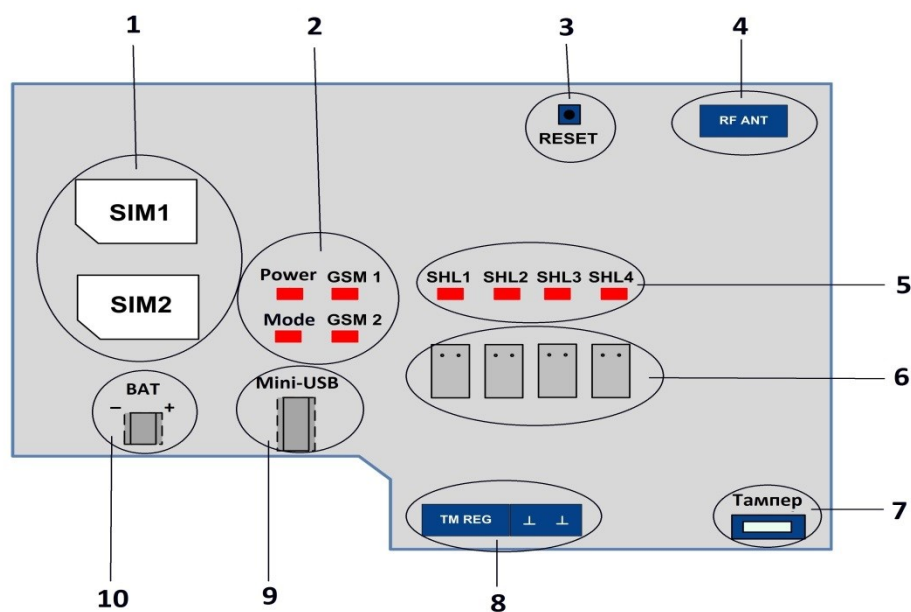 1
2
3
4
RF ANT
RESET
SIM1
SIM2
Power GSM 1
Mode GSM 2
SHL1 SHL2 SHL3 SHL4
5
6
BAT
– +
Mini-USB
TM REG ⊥ ⊥
Тампер
7
10
9
8